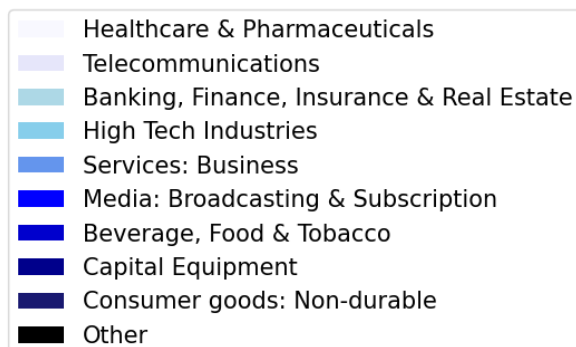 Healthcare & Pharmaceuticals
Telecommunications
Banking, Finance, Insurance & Real Estate
High Tech Industries
Services: Business
Media: Broadcasting & Subscription
Beverage, Food & Tobacco
Capital Equipment
Consumer goods: Non-durable
Other